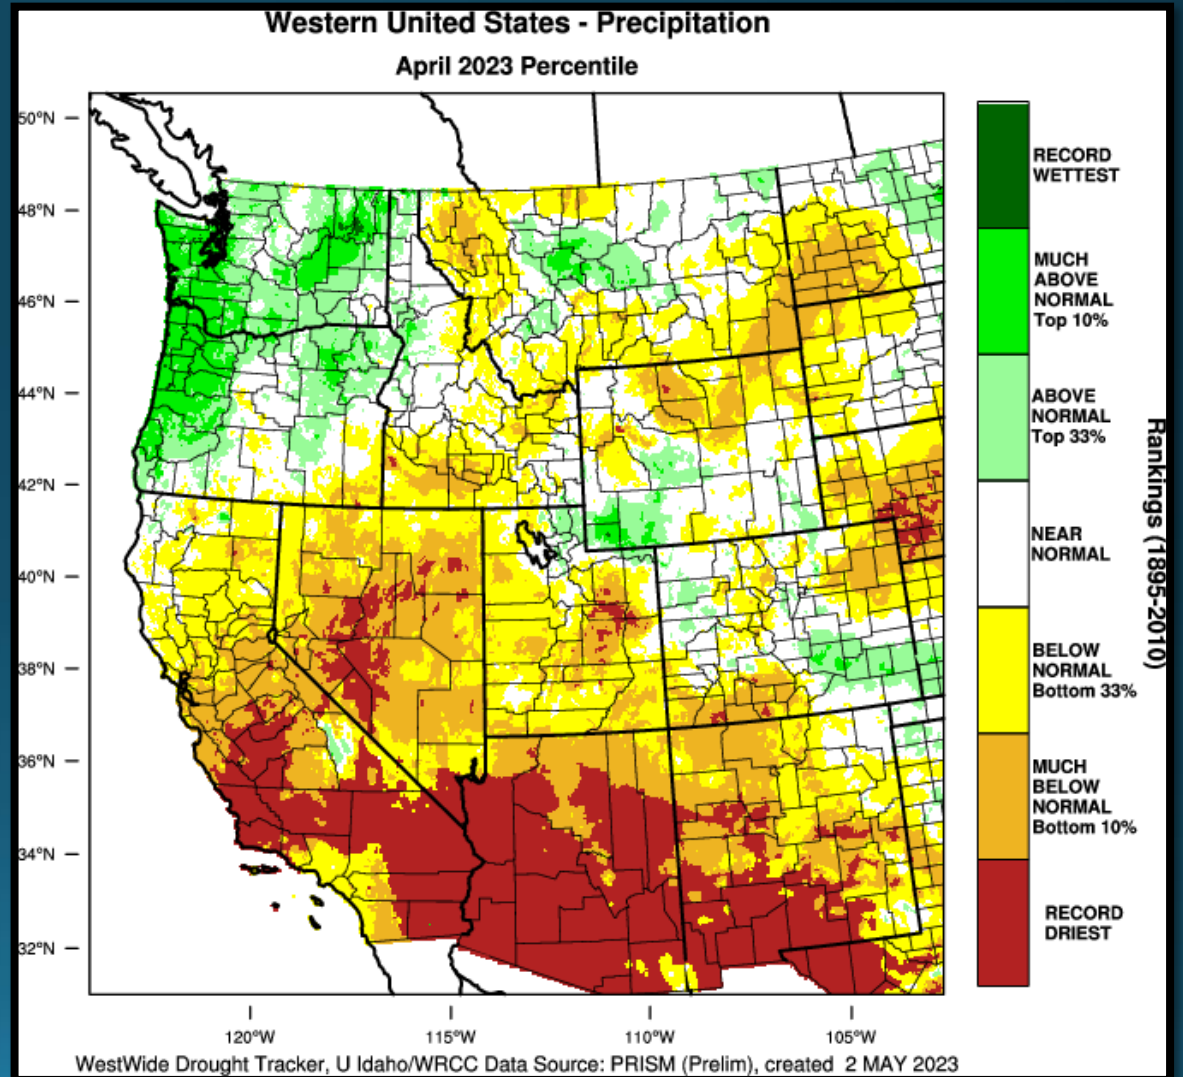 Western United States - Precipitation
April 2023 Percentile
50°N
48°N
46°N
44°N
42°N
40°N
38°N
36°N
34°N
32°N
120°W
115°W
110°W
105°W
RECORD
WETTEST
MUCH
ABOVE
NORMAL
Top 10%
ABOVE
NORMAL
Top 33%
NEAR
NORMAL
BELOW
NORMAL
Bottom 33%
MUCH
BELOW
NORMAL
Bottom 10%
RECORD
DRIEST
Rankings (1895-2010)
WestWide Drought Tracker, U Idaho/WRCC Data Source: PRISM (Prelim), created 2 MAY 2023